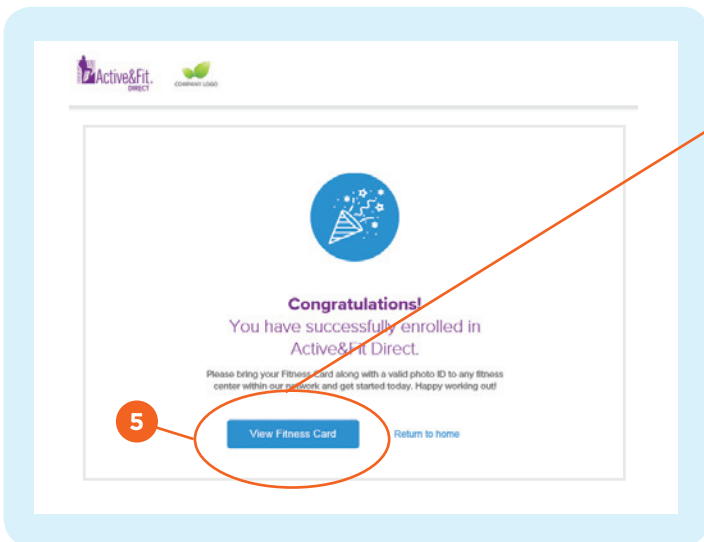 Active&Fit.
DIRECT
COMPANY LOGO
Congratulations!
You have successfully enrolled in
Active&Fit Direct.
Please bring your Fitness Card along with a valid photo ID to any fitness
center within our network and get started today. Happy working out!
5
View Fitness Card
Return to home